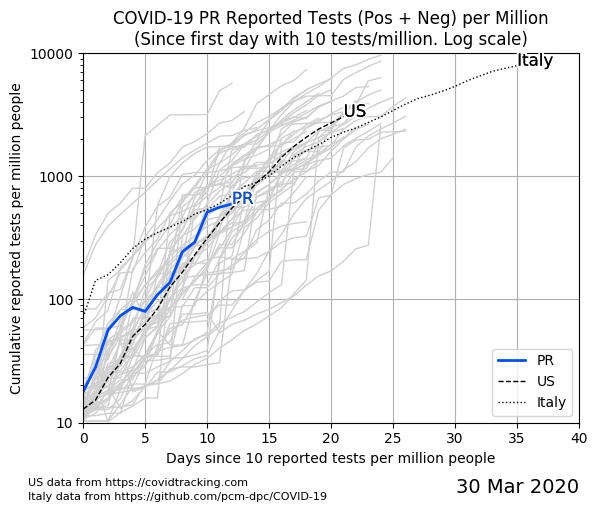 COVID-19 PR Reported Tests (Pos + Neg) per Million
(Since first day with 10 tests/million. Log scale)
Cumulative reported tests per million people
10000
1000
100
10
Italy
US
PR
PR
US
Italy
0 5 10 15 20 25 30 35 40
Days since 10 reported tests per million people
US data from https://covidtracking.com
Italy data from https://github.com/pcm-dpc/COVID-19
30 Mar 2020